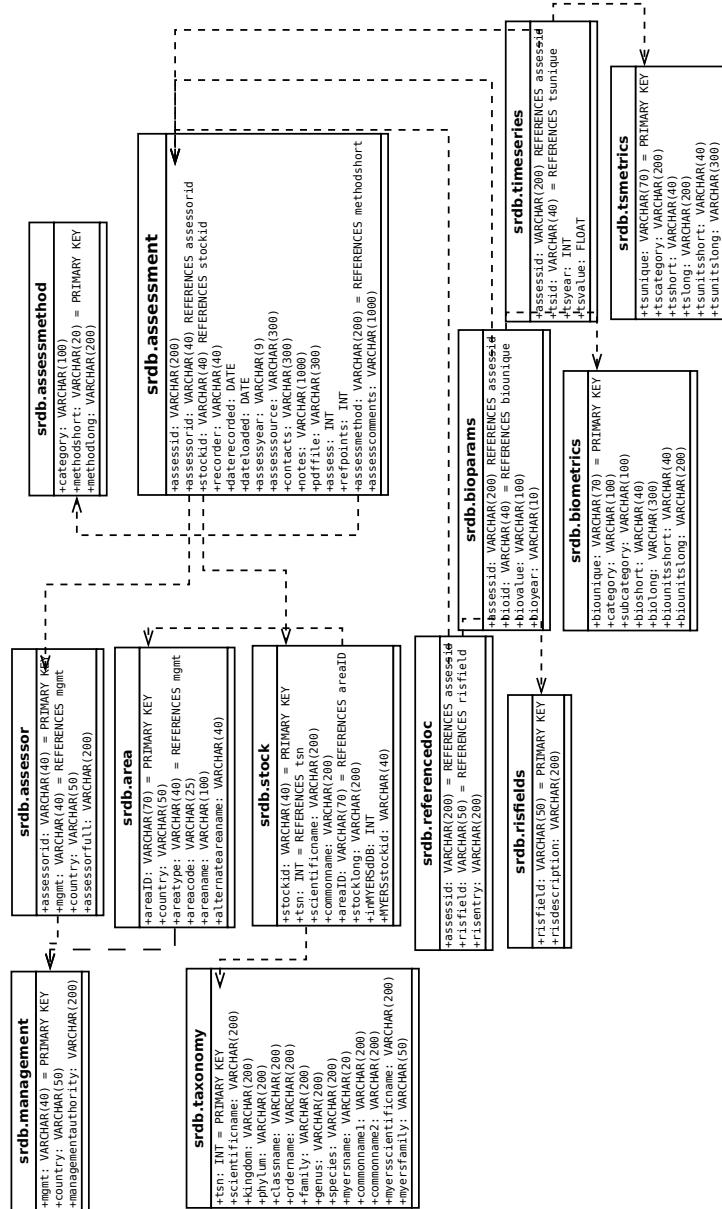 srdb.management
+mgmt: VARCHAR(40) = PRIMARY KEY
+country: VARCHAR(50)
+managementauthority: VARCHAR(200)
srdb.assessor
+assessorid: VARCHAR(40) = PRIMARY KEY
+mgmt: VARCHAR(40) = REFERENCES mgmt
+country: VARCHAR(50)
+assessorfull: VARCHAR(200)
srdb.assessmethod
+category: VARCHAR(100)
+methodshort: VARCHAR(20) = PRIMARY KEY
+methodlong: VARCHAR(200)
srdb.area
+areaID: VARCHAR(70) = PRIMARY KEY
+country: VARCHAR(50)
+areatype: VARCHAR(40) = REFERENCES mgmt
+areacode: VARCHAR(25)
+areaname: VARCHAR(100)
+alternateareaname: VARCHAR(40)
srdb.assessment
+assessid: VARCHAR(200)
+assessorid: VARCHAR(40) REFERENCES assessorid
+stockid: VARCHAR(40) REFERENCES stockid
+recorder: VARCHAR(40)
+daterecorded: DATE
+dateloaded: DATE
+assessyear: VARCHAR(9)
+assesssource: VARCHAR(300)
+contacts: VARCHAR(300)
+notes: VARCHAR(1000)
+pdffile: VARCHAR(300)
+assess: INT
+refpoints: INT
+assessmethod: VARCHAR(200) = REFERENCES methodshort
+assesscomments: VARCHAR(1000)
srdb.taxonomy
+tsn: INT = PRIMARY KEY
+scientificname: VARCHAR(200)
+kingdom: VARCHAR(200)
+phylum: VARCHAR(200)
+classname: VARCHAR(200)
+ordername: VARCHAR(200)
+family: VARCHAR(200)
+genus: VARCHAR(200)
+species: VARCHAR(200)
+myersname: VARCHAR(20)
+commonname1: VARCHAR(200)
+commonname2: VARCHAR(200)
+myersscientificname: VARCHAR(200)
+myersfamily: VARCHAR(50)
srdb.stock
+stockid: VARCHAR(40) = PRIMARY KEY
+tsn: INT = REFERENCES tsn
+scientificname: VARCHAR(200)
+commonname: VARCHAR(200)
+areaID: VARCHAR(70) = REFERENCES areaID
+stocklong: VARCHAR(200)
+inMYERSdDB: INT
+MYERSstockid: VARCHAR(40)
srdb.referencedoc
+assessid: VARCHAR(200) = REFERENCES assessid
+risfield: VARCHAR(50) = REFERENCES risfield
+risentry: VARCHAR(200)
srdb.risfields
+risfield: VARCHAR(50) = PRIMARY KEY
+risdescription: VARCHAR(200)
srdb.bioparams
+assessid: VARCHAR(200) REFERENCES assessid
+bioid: VARCHAR(40) = REFERENCES biounique
+biovalue: VARCHAR(100)
+bioyear: VARCHAR(10)
srdb.biometrics
+biounique: VARCHAR(70) = PRIMARY KEY
+category: VARCHAR(100)
+subcategory: VARCHAR(100)
+bioshort: VARCHAR(40)
+biolong: VARCHAR(300)
+biounitsshort: VARCHAR(40)
+biounitslong: VARCHAR(200)
srdb.timeseries
+assessid: VARCHAR(200) REFERENCES assessid
+tsid: VARCHAR(40) = REFERENCES tsunique
+tsyear: INT
+tsvalue: FLOAT
srdb.tsmetrics
+tsunique: VARCHAR(70) = PRIMARY KEY
+tscategory: VARCHAR(200)
+tsshort: VARCHAR(40)
+tslong: VARCHAR(200)
+tsunitsshort: VARCHAR(40)
+tsunitslong: VARCHAR(300)